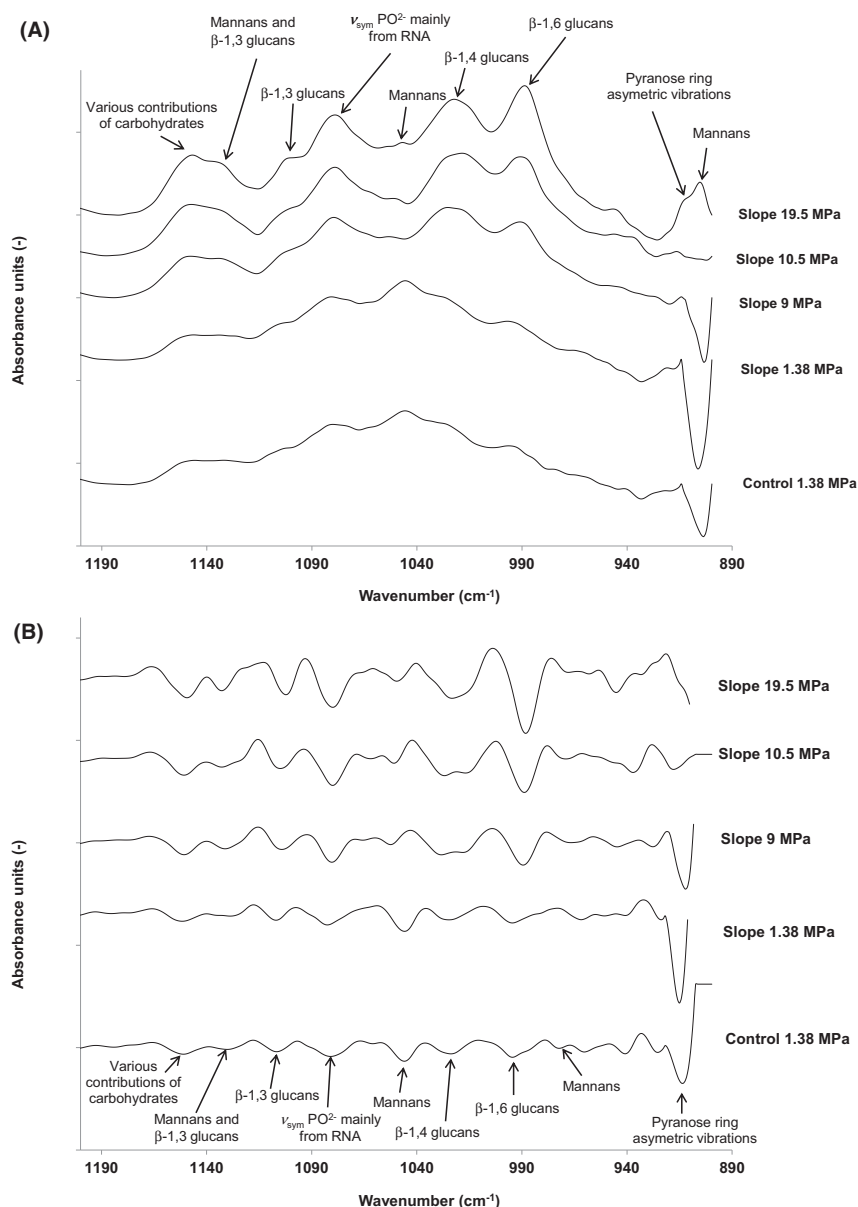 (A)
Mannans and
β-1,3 glucans
νsym PO2- mainly
from RNA
β-1,6 glucans
β-1,4 glucans
Pyranose ring
asymetric vibrations
Various contributions
of carbohydrates
β-1,3 glucans
Mannans
Mannans
Absorbance units (-)
Slope 19.5 MPa
Slope 10.5 MPa
Slope 9 MPa
Slope 1.38 MPa
Control 1.38 MPa
1190 1140 1090 1040 990 940 890
Wavenumber (cm-1)
(B)
Absorbance units (-)
Slope 19.5 MPa
Slope 10.5 MPa
Slope 9 MPa
Slope 1.38 MPa
Control 1.38 MPa
Various
contributions of
carbohydrates
Mannans and
β-1,3 glucans
β-1,3 glucans
νsym PO2- mainly
from RNA
Mannans
β-1,4 glucans
β-1,6 glucans
Mannans
Pyranose ring
asymetric vibrations
1190 1140 1090 1040 990 940 890
Wavenumber (cm-1)